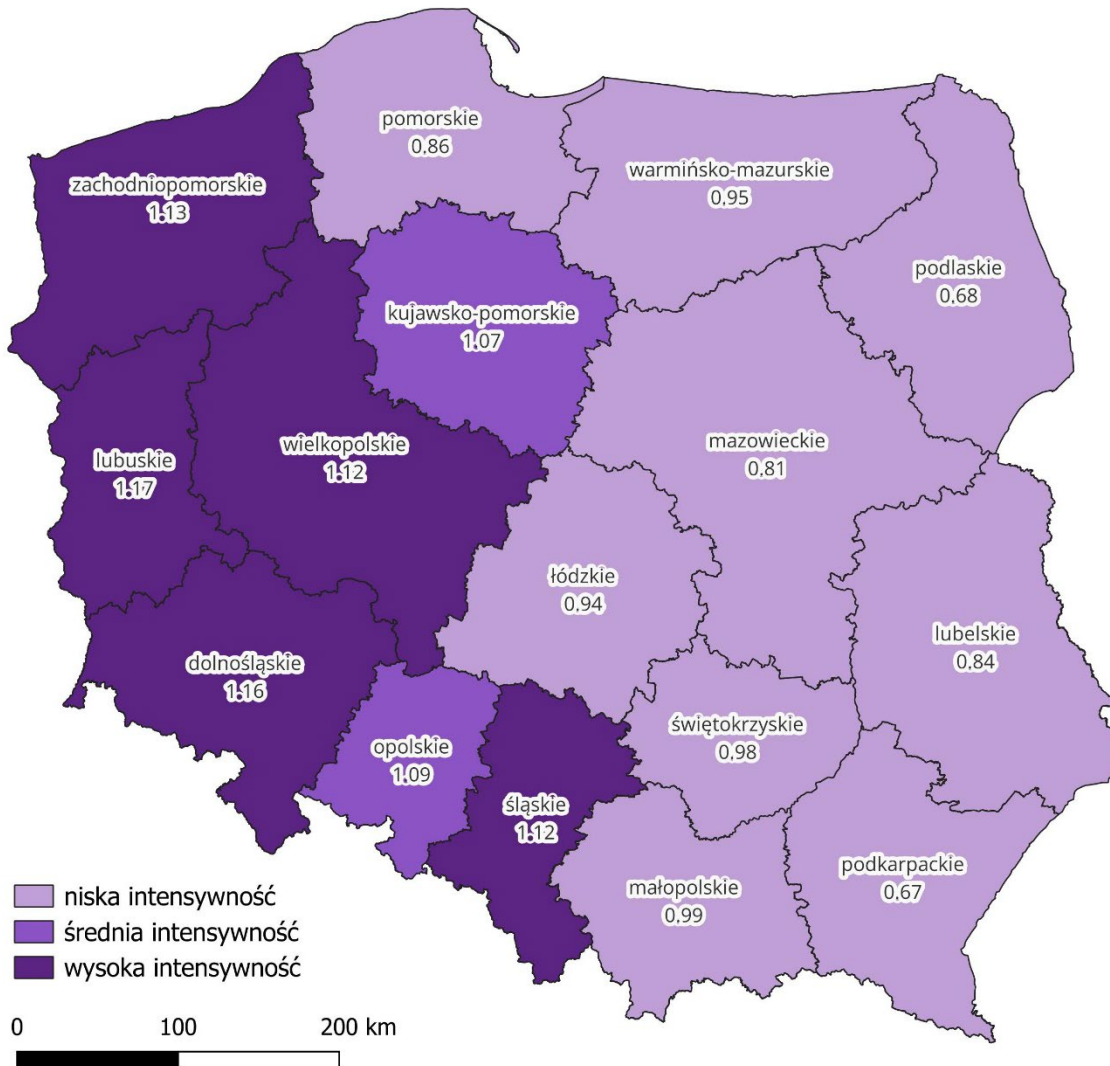 pomorskie
0,86
warmińsko-mazurskie
0,95
zachodniopomorskie
1,13
podlaskie
0,68
kujawsko-pomorskie
1,07
wielkopolskie
1,12
mazowieckie
0,81
lubuskie
1,17
łódzkie
0,94
lubelskie
0,84
dolnośląskie
1,16
świętokrzyskie
0,98
opolskie
1,09
śląskie
1,12
podkarpackie
0,67
małopolskie
0,99
niska intensywność
średnia intensywność
wysoka intensywność
0 100 200 km